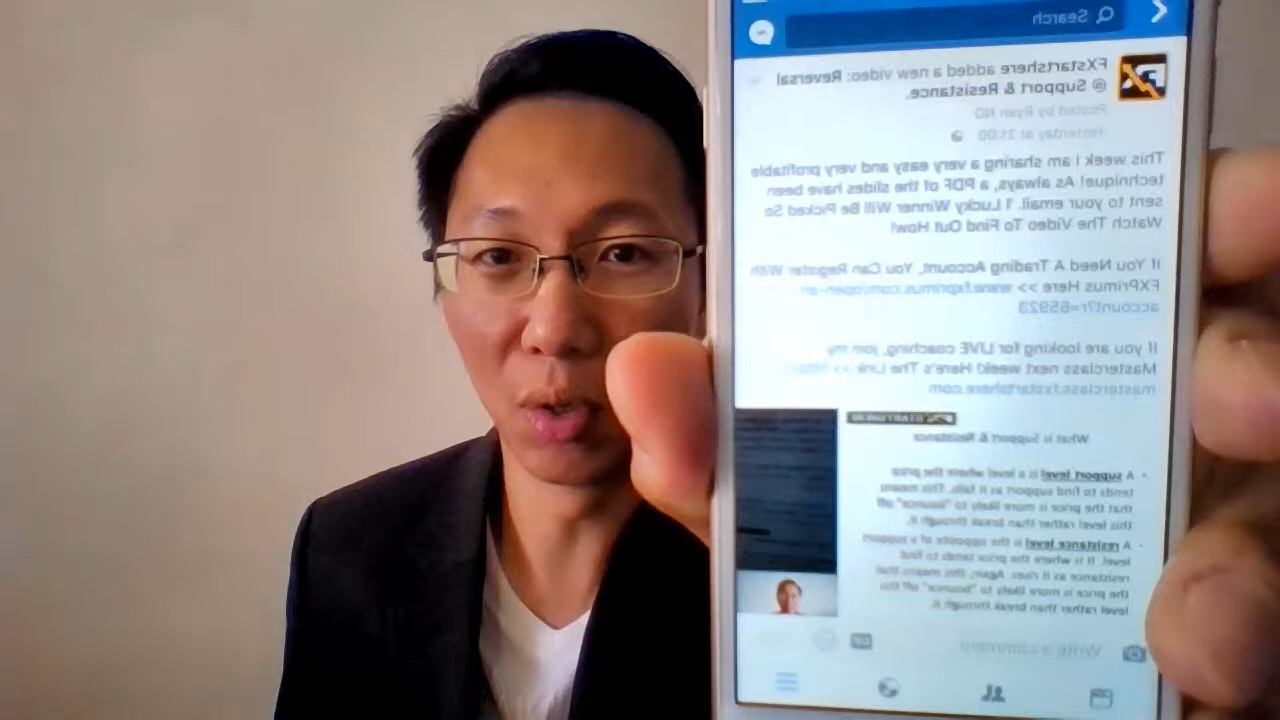 Search
FXstartshere added a new video: Reversal
@ Support & Resistance.
Posted by Ryan NG
Yesterday at 21:00
This week I am sharing a very easy and very profitable
technique! As always, a PDF of the slides have been
sent to your email. 1 Lucky Winner Will Be Picked So
Watch The Video To Find Out How!
If You Need A Trading Account, You Can Register With
FXPrimus Here >> www.fxprimus.com/open-an-
account?r=65923
If you are looking for LIVE coaching, join my
Masterclass next week! Here's The Link >>
masterclass.fxstartshere.com
What is Support & Resistance
• A support level is a level where the price
tends to find support as it falls. This means
that the price is more likely to "bounce" off
this level rather than break through it.
• A resistance level is the opposite of a support
level. It is where the price tends to find
resistance as it rises. Again, this means that
the price is more likely to "bounce" off this
level rather than break through it.
Write a comment
GIF